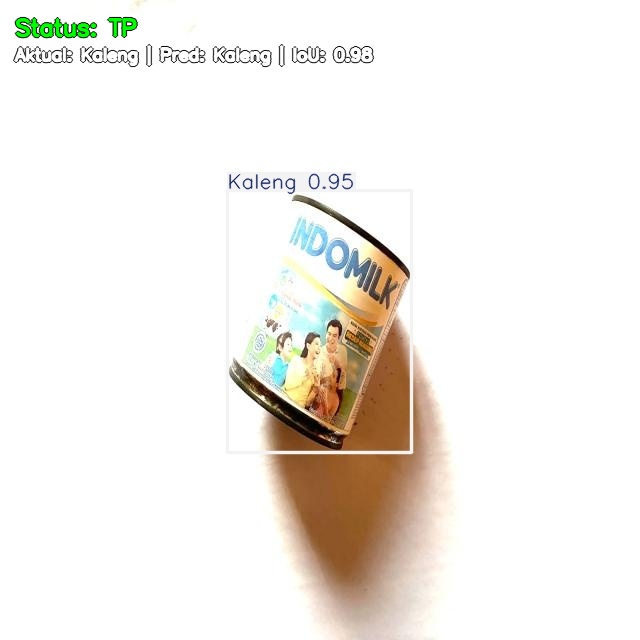 Status: TP
Aktual: Kaleng | Pred: Kaleng | IoU: 0.98
Kaleng 0.95
INDOMILK